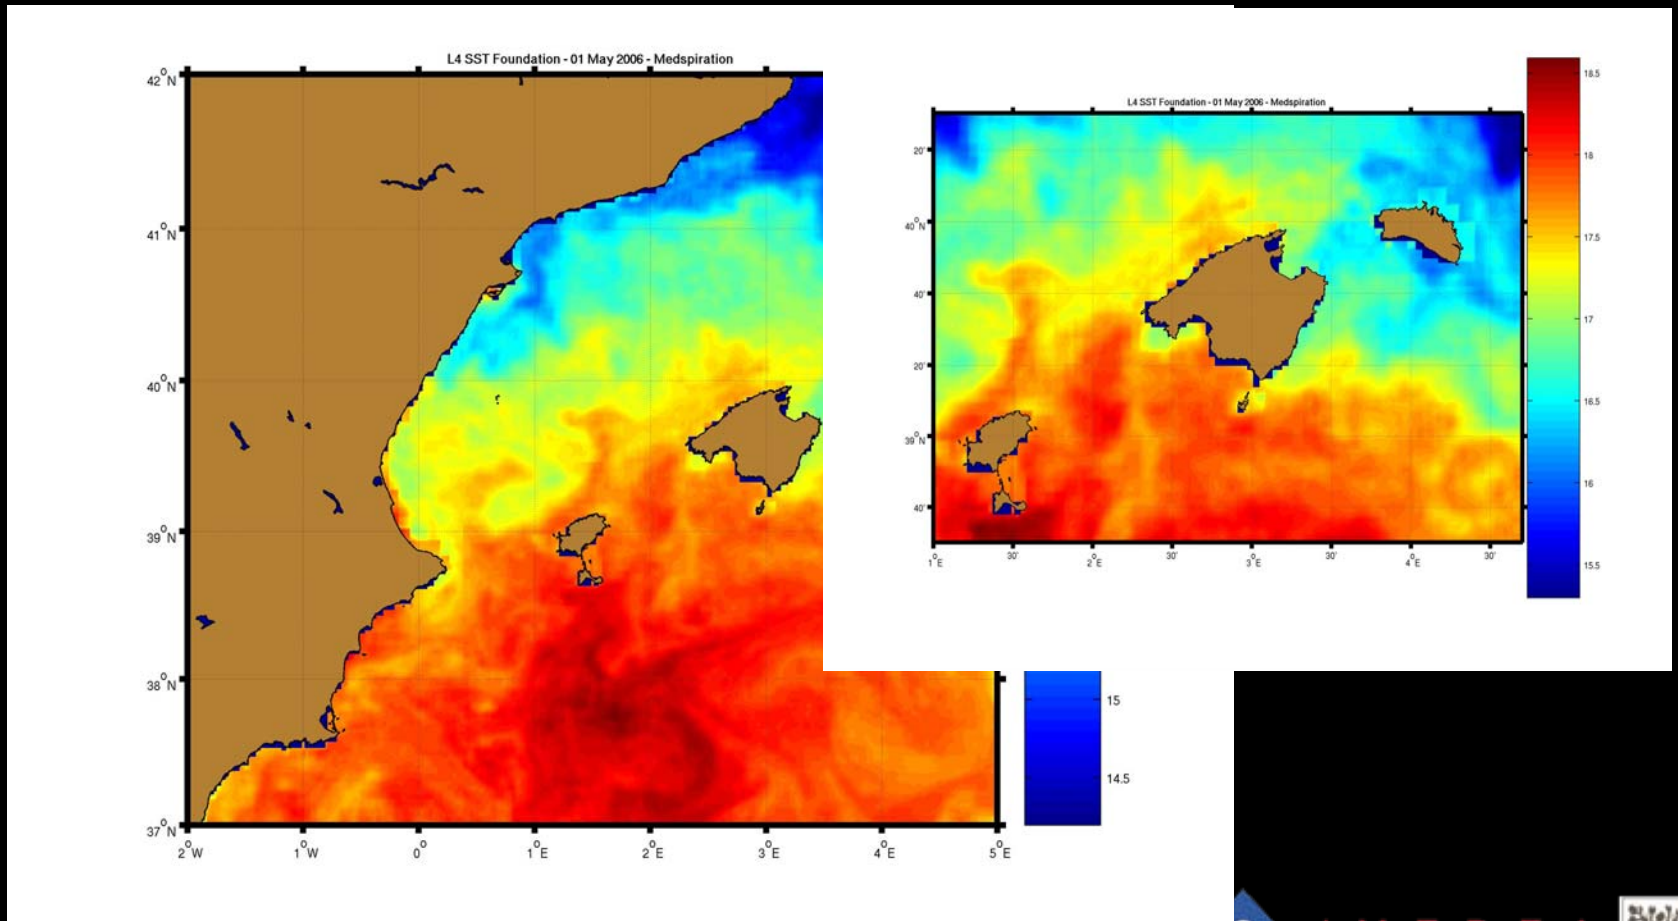 L4 SST Foundation - 01 May 2006 - Medspiration
42°N
41°N
40°N
39°N
38°N
37°N
2°W 1°W 0° 1°E 2°E 3°E 4°E 5°E
15
14.5
L4 SST Foundation - 01 May 2006 - Medspiration
20'
40°N
40'
20'
39°N
40'
1°E 30' 2°E 30' 3°E 30' 4°E 30'
18.5
18
17.5
17
16.5
16
15.5